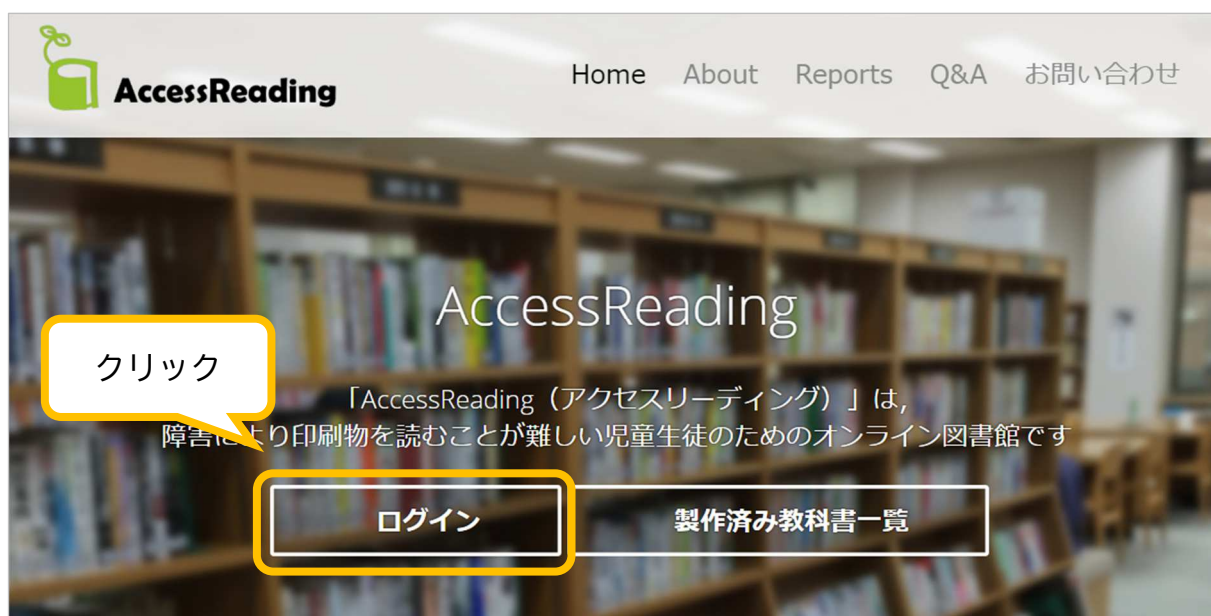 AccessReading
Home About Reports Q&A お問い合わせ
AccessReading
クリック
「AccessReading（アクセスリーディング）」は,
障害により印刷物を読むことが難しい児童生徒のためのオンライン図書館です
ログイン 製作済み教科書一覧